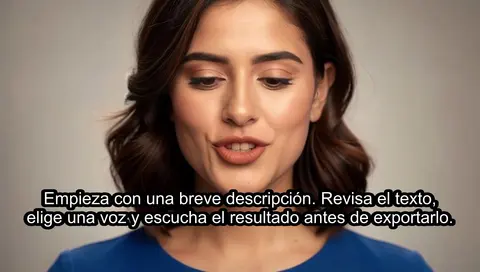 Empieza con una breve descripción. Revisa el texto,
elige una voz y escucha el resultado antes de exportarlo.